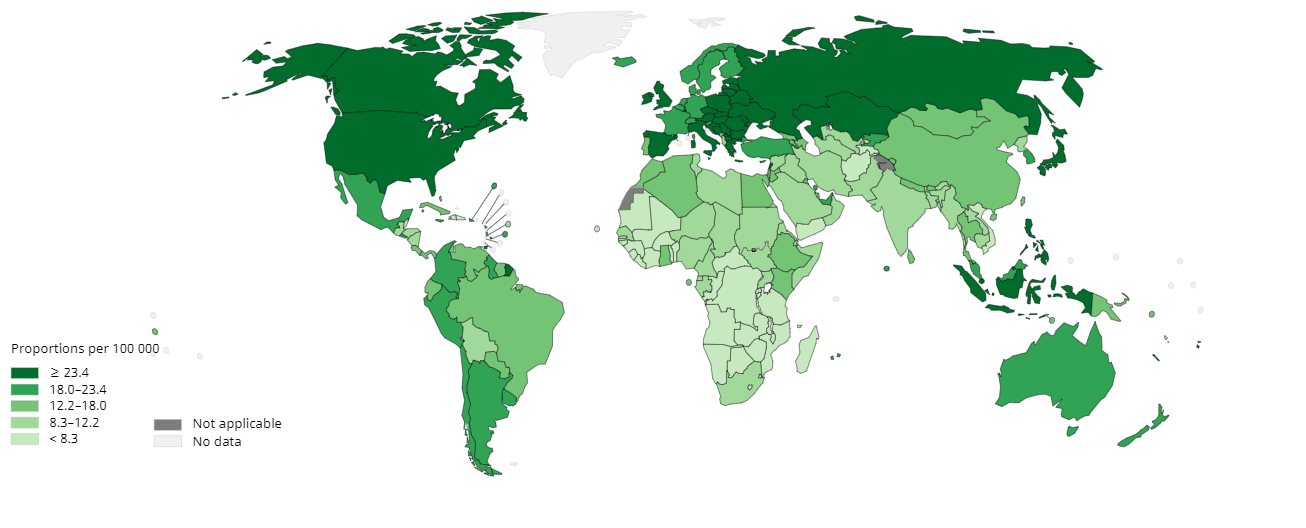 Proportions per 100 000
≥ 23.4
18.0–23.4
12.2–18.0
8.3–12.2
< 8.3
Not applicable
No data